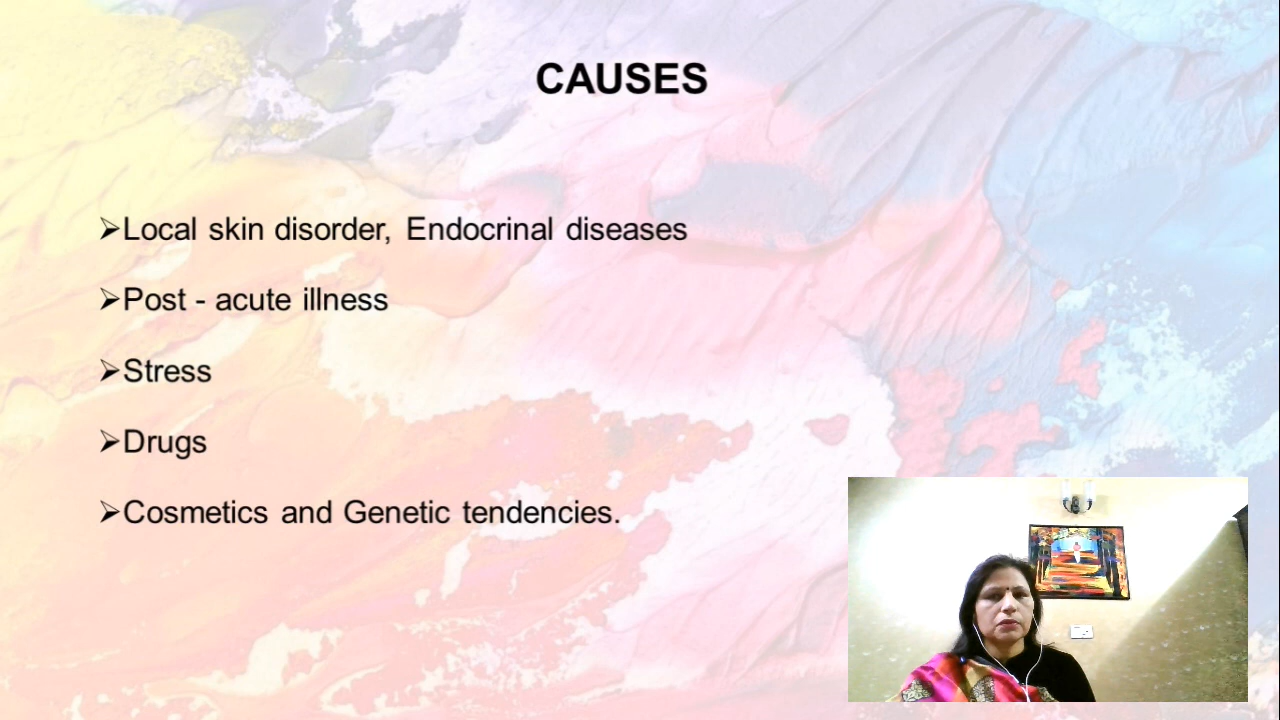 CAUSES
➢Local skin disorder, Endocrinal diseases
➢Post - acute illness
➢Stress
➢Drugs
➢Cosmetics and Genetic tendencies.